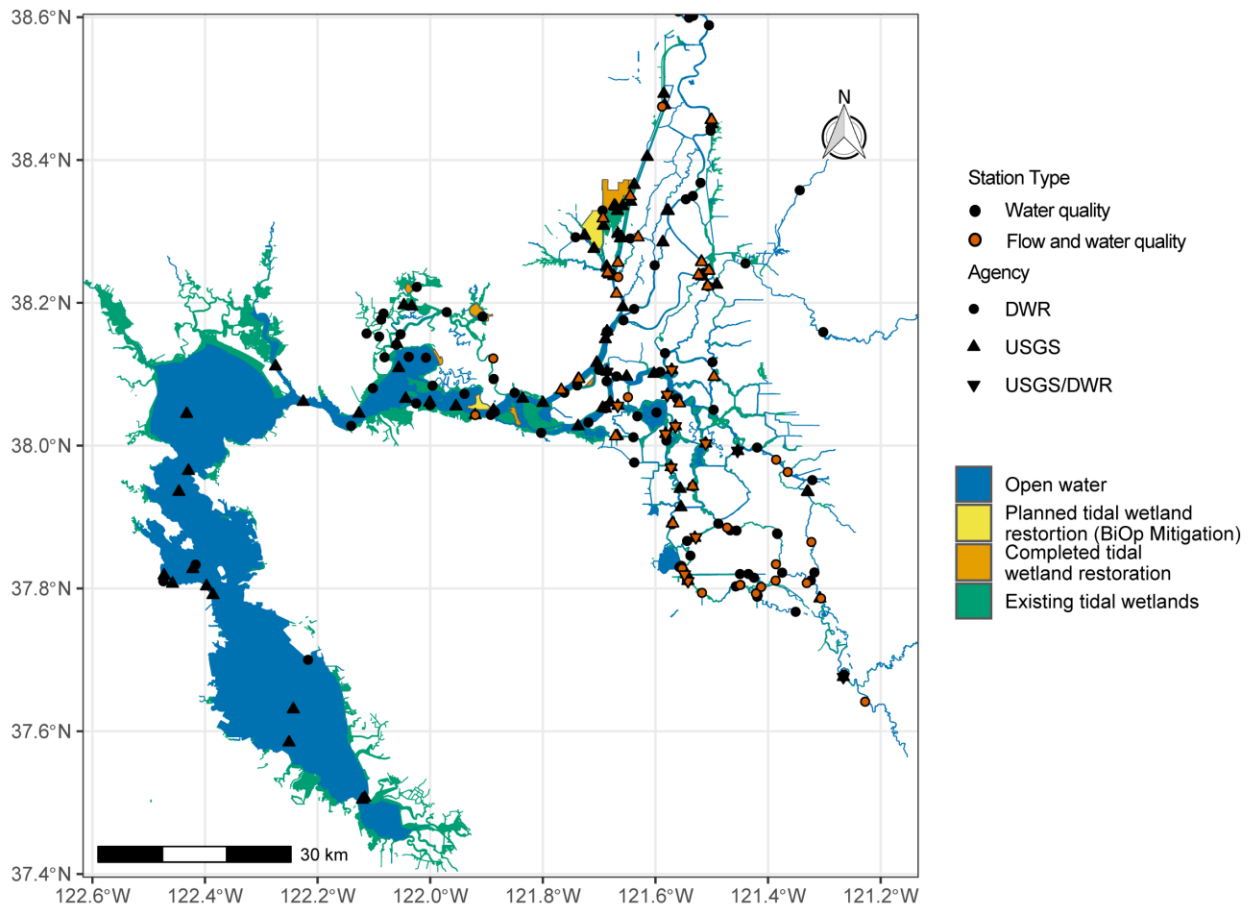 38.6°N
38.4°N
38.2°N
38.0°N
37.8°N
37.6°N
37.4°N
122.6°W 122.4°W 122.2°W 122.0°W 121.8°W 121.6°W 121.4°W 121.2°W
N
30 km
Station Type
Water quality
Flow and water quality
Agency
DWR
USGS
USGS/DWR
Open water
Planned tidal wetland
restortion (BiOp Mitigation)
Completed tidal
wetland restoration
Existing tidal wetlands